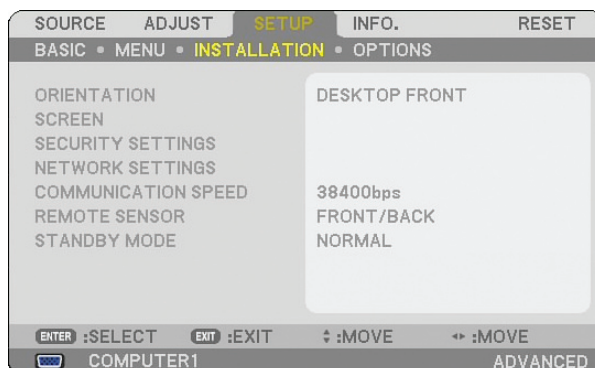 SOURCE ADJUST SETUP INFO. RESET
BASIC • MENU • INSTALLATION • OPTIONS
ORIENTATION DESKTOP FRONT
SCREEN
SECURITY SETTINGS
NETWORK SETTINGS
COMMUNICATION SPEED 38400bps
REMOTE SENSOR FRONT/BACK
STANDBY MODE NORMAL
ENTER :SELECT EXIT :EXIT :MOVE :MOVE
COMPUTER1 ADVANCED